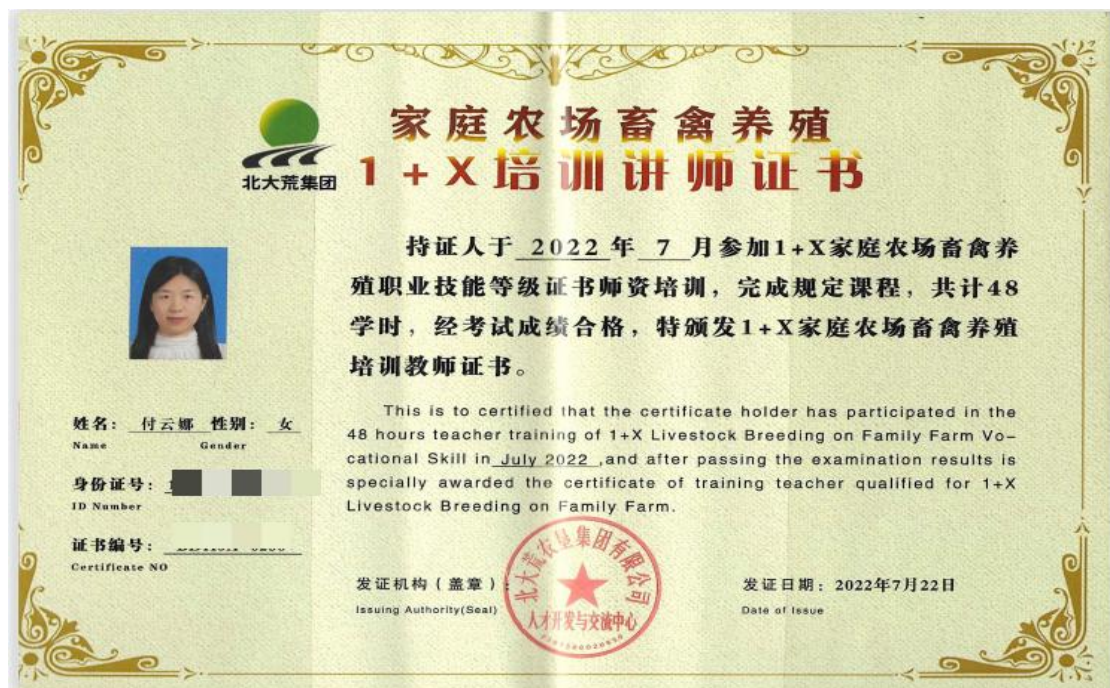 家庭农场畜禽养殖
北大荒集团
1+X培训讲师证书
持证人于 2022 年 7 月参加1+X家庭农场畜禽养
殖职业技能等级证书师资培训，完成规定课程，共计48
学时，经考试成绩合格，特颁发1+X家庭农场畜禽养殖
培训教师证书。
This is to certified that the certificate holder has participated in the
48 hours teacher training of 1+X Livestock Breeding on Family Farm Vo-
cational Skill in July 2022 ,and after passing the examination results is
specially awarded the certificate of training teacher qualified for 1+X
Livestock Breeding on Family Farm.
姓名： 付云娜 性别： 女
Name Gender
身份证号：
ID Number
证书编号：
Certificate NO
发证机构（盖章）：
Issuing Authority(Seal)
北大荒农垦集团有限公司
人才开发与交流中心
发证日期：2022年7月22日
Date of Issue